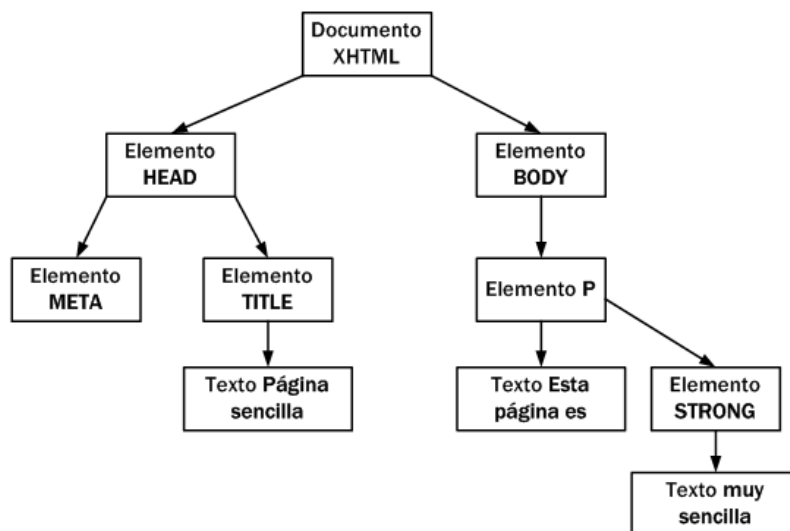 Documento
XHTML
Elemento
HEAD
Elemento
BODY
Elemento
META
Elemento
TITLE
Elemento P
Texto Página
sencilla
Texto Esta
página es
Elemento
STRONG
Texto muy
sencilla